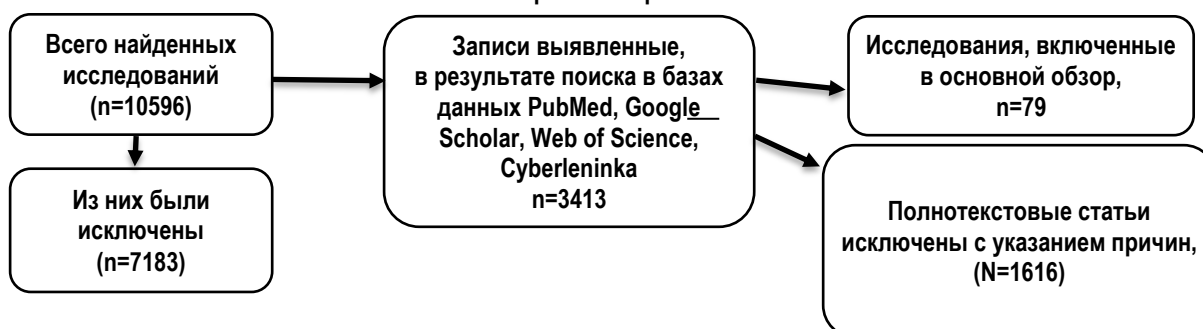 Всего найденных
исследований
(n=10596)
Из них были
исключены
(n=7183)
Записи выявленные,
в результате поиска в базах
данных PubMed, Google
Scholar, Web of Science,
Cyberleninka
n=3413
Исследования, включенные
в основной обзор,
n=79
Полнотекстовые статьи
исключены с указанием причин,
(N=1616)